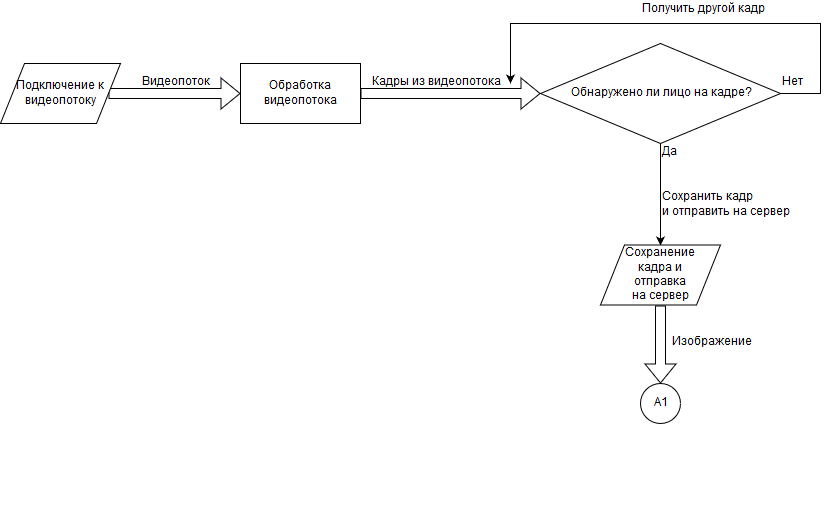 Получить другой кадр
Подключение к
видеопотоку
Видеопоток
Обработка
видеопотока
Кадры из видеопотока
Обнаружено ли лицо на кадре?
Нет
Да
Сохранить кадр
и отправить на сервер
Сохранение
кадра и
отправка
на сервер
Изображение
А1